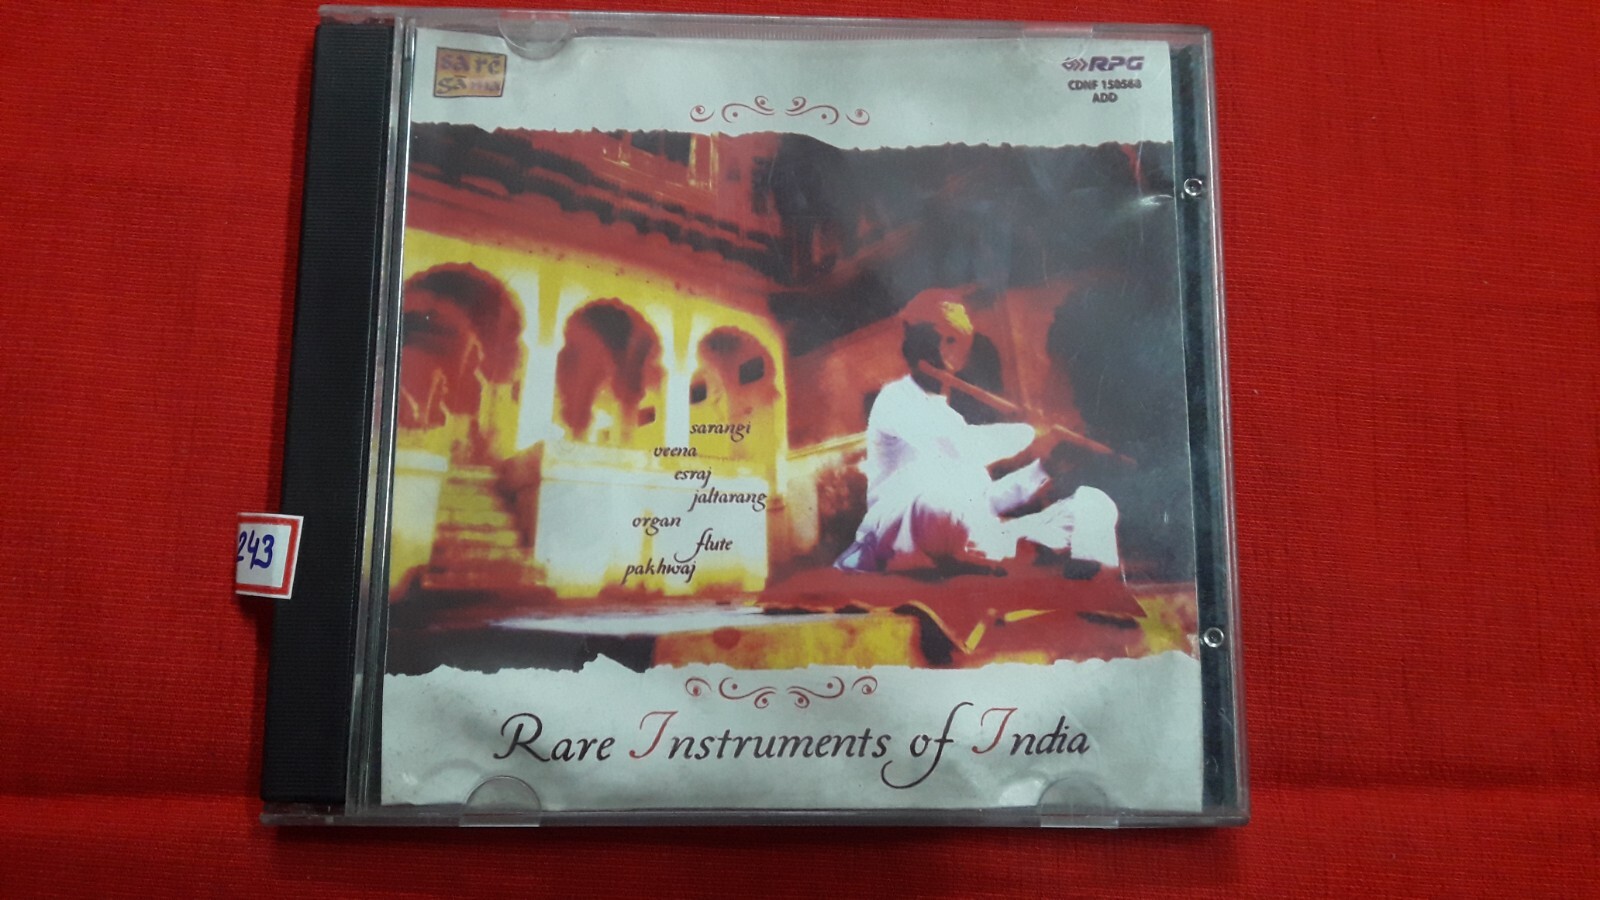 sa re
ga ma
RPG
CDNF 158568
ADD
sarangi
veena
esraj
jaltarang
organ
flute
pakhwaj
Rare Instruments of India
243